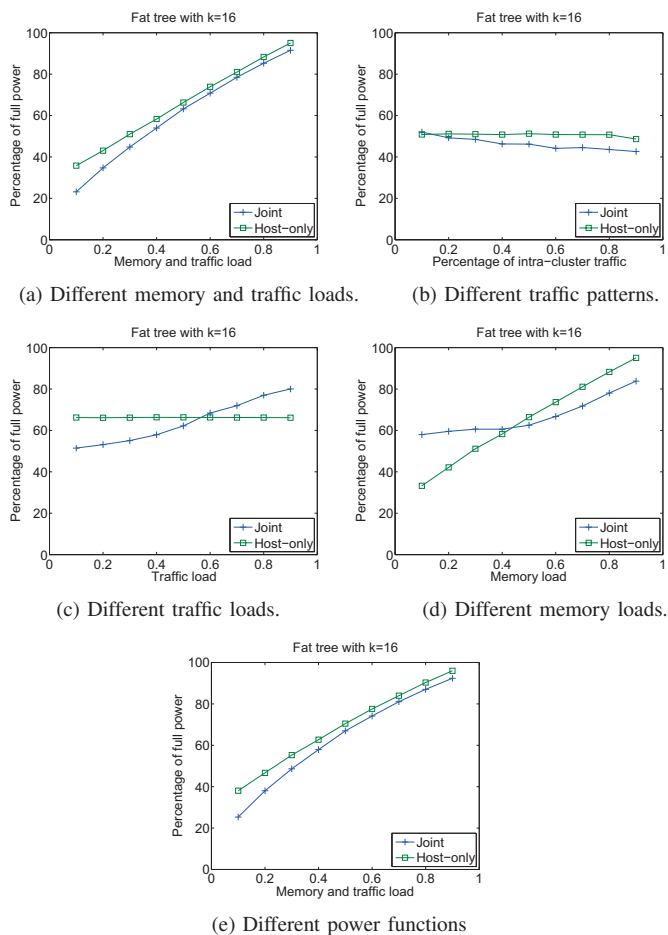 Fat tree with k=16
Percentage of full power
100
80
60
40
20
0
0 0.2 0.4 0.6 0.8 1
Memory and traffic load
Joint
Host-only
(a) Different memory and traffic loads.
Fat tree with k=16
Percentage of full power
100
80
60
40
20
0
0 0.2 0.4 0.6 0.8 1
Percentage of intra-cluster traffic
Joint
Host-only
(b) Different traffic patterns.
Fat tree with k=16
Percentage of full power
100
80
60
40
20
0
0 0.2 0.4 0.6 0.8 1
Traffic load
Joint
Host-only
(c) Different traffic loads.
Fat tree with k=16
Percentage of full power
100
80
60
40
20
0
0 0.2 0.4 0.6 0.8 1
Memory load
Joint
Host-only
(d) Different memory loads.
Fat tree with k=16
Percentage of full power
100
80
60
40
20
0
0 0.2 0.4 0.6 0.8 1
Memory and traffic load
Joint
Host-only
(e) Different power functions